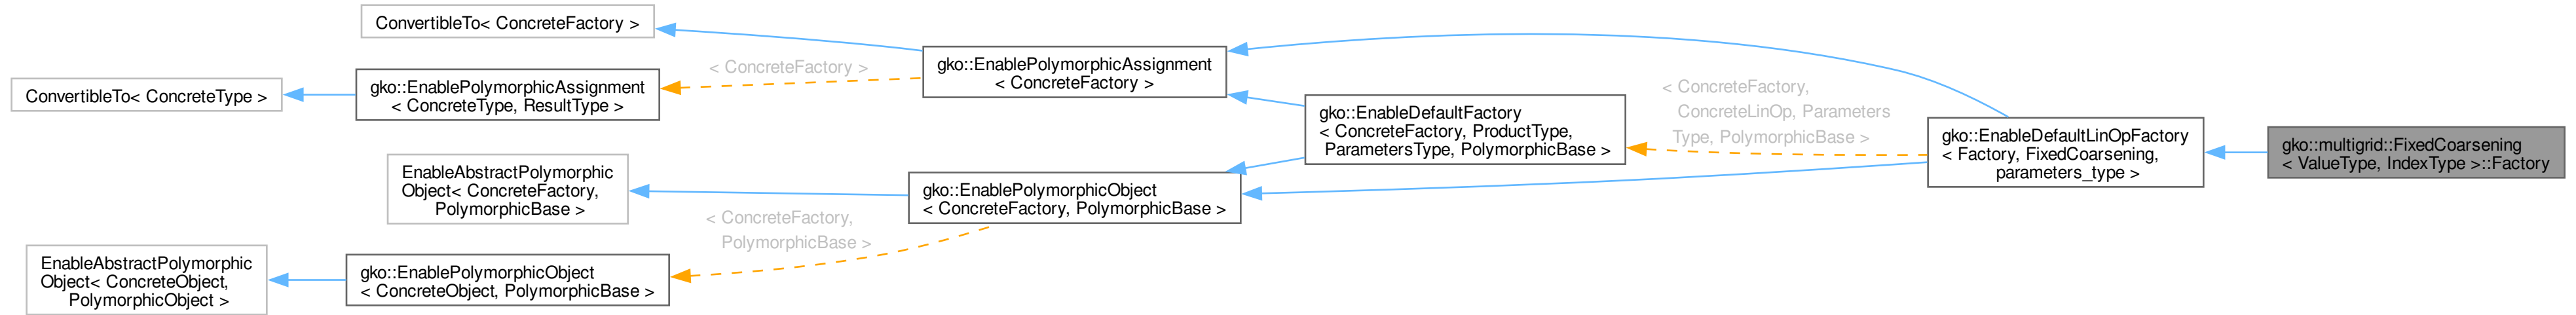 ConvertibleTo< ConcreteFactory >
ConvertibleTo< ConcreteType >
gko::EnablePolymorphicAssignment
< ConcreteType, ResultType >
< ConcreteFactory >
gko::EnablePolymorphicAssignment
< ConcreteFactory >
EnableAbstractPolymorphic
Object< ConcreteFactory,
PolymorphicBase >
EnableAbstractPolymorphic
Object< ConcreteObject,
PolymorphicObject >
gko::EnablePolymorphicObject
< ConcreteObject, PolymorphicBase >
< ConcreteFactory,
PolymorphicBase >
gko::EnablePolymorphicObject
< ConcreteFactory, PolymorphicBase >
gko::EnableDefaultFactory
< ConcreteFactory, ProductType,
ParametersType, PolymorphicBase >
< ConcreteFactory,
ConcreteLinOp, Parameters
Type, PolymorphicBase >
gko::EnableDefaultLinOpFactory
< Factory, FixedCoarsening,
parameters_type >
gko::multigrid::FixedCoarsening
< ValueType, IndexType >::Factory